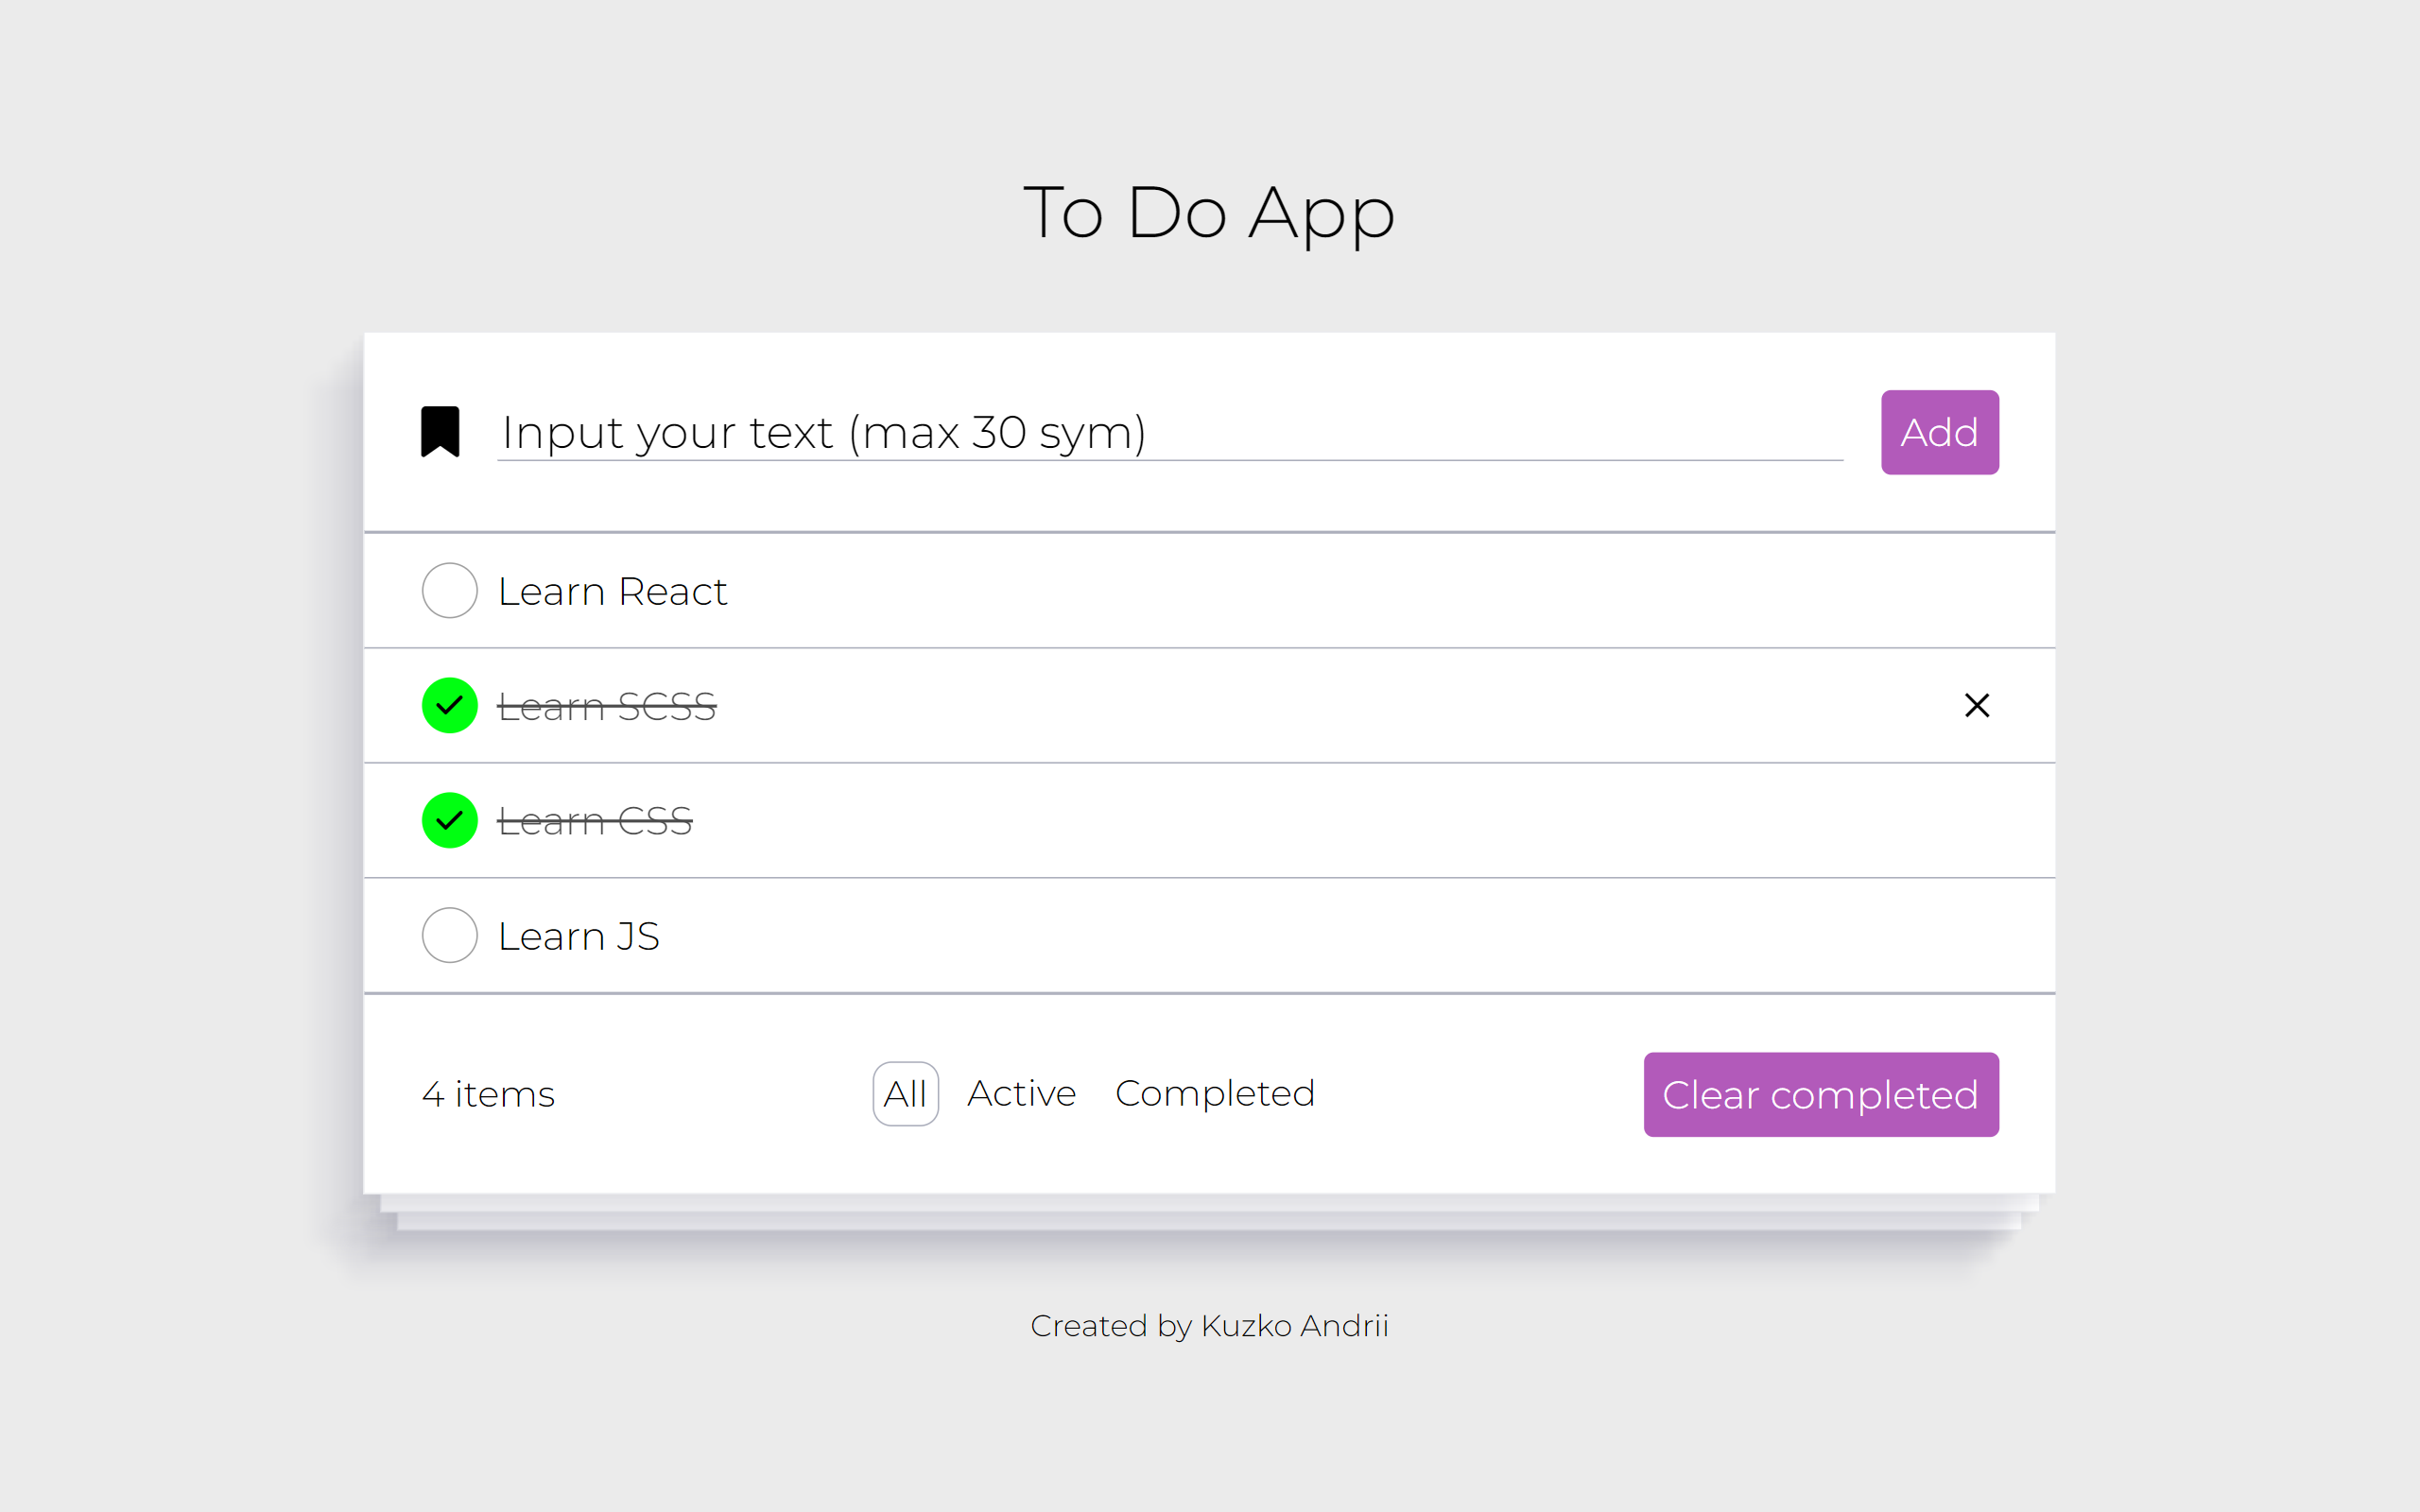 To Do App
Input your text (max 30 sym)
Add
Learn React
Learn SCSS
Learn CSS
Learn JS
4 items
All
Active
Completed
Clear completed
Created by Kuzko Andrii